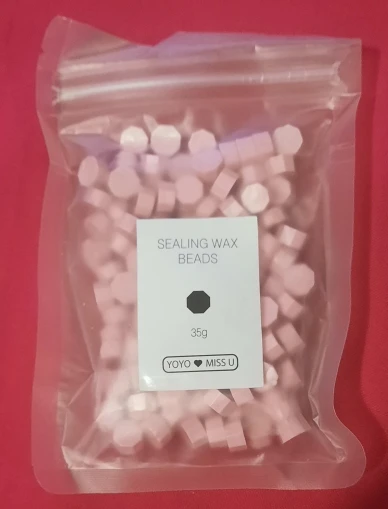 SEALING WAX
BEADS
35g
YOYO ♥ MISS U